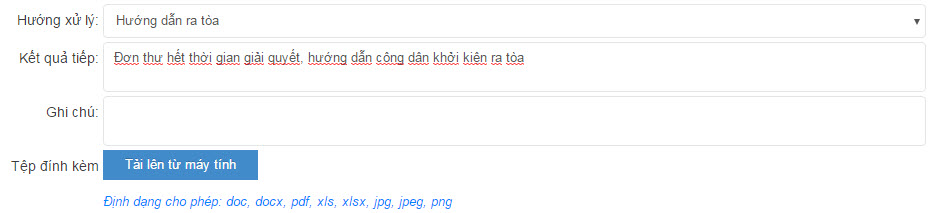 Hướng xử lý: Hướng dẫn ra tòa
Kết quả tiếp: Đơn thư hết thời gian giải quyết, hướng dẫn công dân khởi kiên ra tòa
Ghi chú:
Tệp đính kèm Tải lên từ máy tính
Định dạng cho phép: doc, docx, pdf, xls, xlsx, jpg, jpeg, png